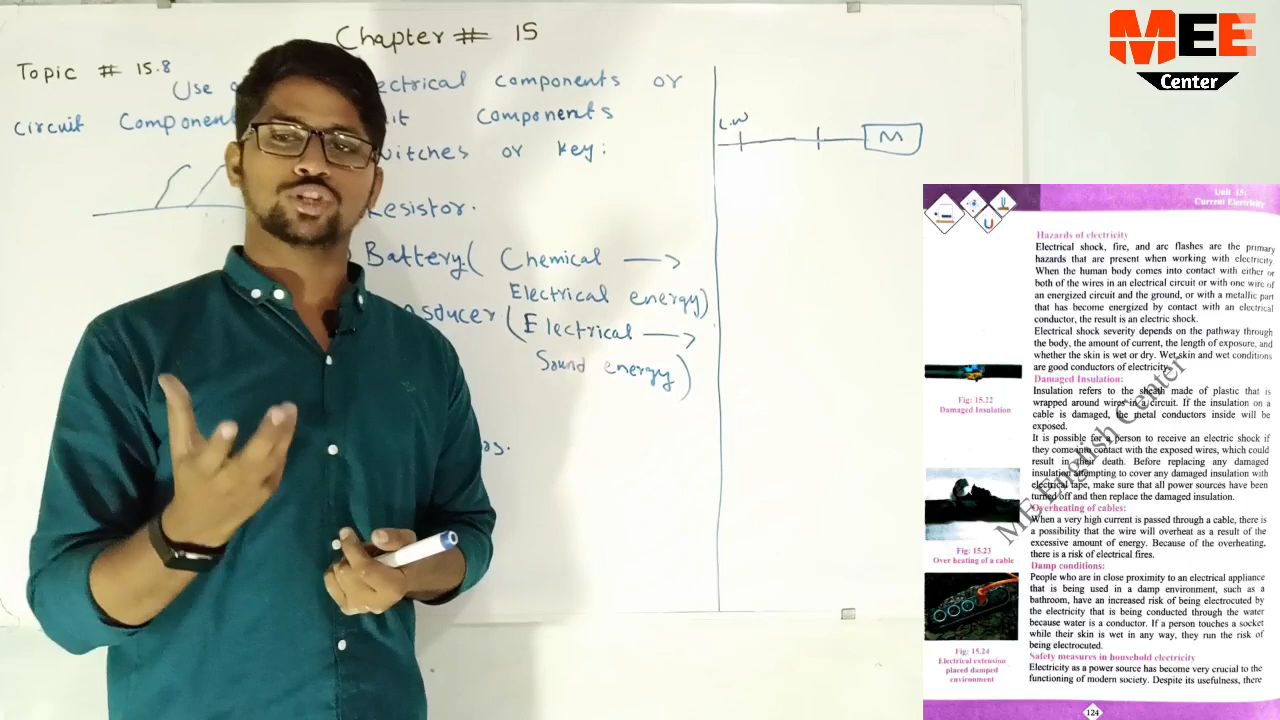 Chapter # 15
Topic # 15.8
Use ectrical components or
Circuit Component it Components
witches or key:
Resistor.
Battery ( Chemical →
Electrical energy)
nsducer ( Electrical →
Sound energy)
as.
L.W
M
MEE
Center
Unit 15:
Current Electricity
Hazards of electricity
Electrical shock, fire, and arc flashes are the primary
hazards that are present when working with electricity.
When the human body comes into contact with either or
both of the wires in an electrical circuit or with one wire of
an energized circuit and the ground, or with a metallic part
that has become energized by contact with an electrical
conductor, the result is an electric shock.
Electrical shock severity depends on the pathway through
the body, the amount of current, the length of exposure, and
whether the skin is wet or dry. Wet skin and wet conditions
are good conductors of electricity.
Damaged Insulation:
Insulation refers to the sheath made of plastic that is
wrapped around wires in a circuit. If the insulation on a
cable is damaged, the metal conductors inside will be
exposed.
It is possible for a person to receive an electric shock if
they come into contact with the exposed wires, which could
result in their death. Before replacing any damaged
insulation attempting to cover any damaged insulation with
electrical tape, make sure that all power sources have been
turned off and then replace the damaged insulation.
Overheating of cables:
When a very high current is passed through a cable, there is
a possibility that the wire will overheat as a result of the
excessive amount of energy. Because of the overheating,
there is a risk of electrical fires.
Damp conditions:
People who are in close proximity to an electrical appliance
that is being used in a damp environment, such as a
bathroom, have an increased risk of being electrocuted by
the electricity that is being conducted through the water
because water is a conductor. If a person touches a socket
while their skin is wet in any way, they run the risk of
being electrocuted.
Safety measures in household electricity
Electricity as a power source has become very crucial to the
functioning of modern society. Despite its usefulness, there
Fig: 15.22
Damaged Insulation
Fig: 15.23
Over heating of a cable
Fig: 15.24
Electrical extension
placed damped
environment
ME English Center
124